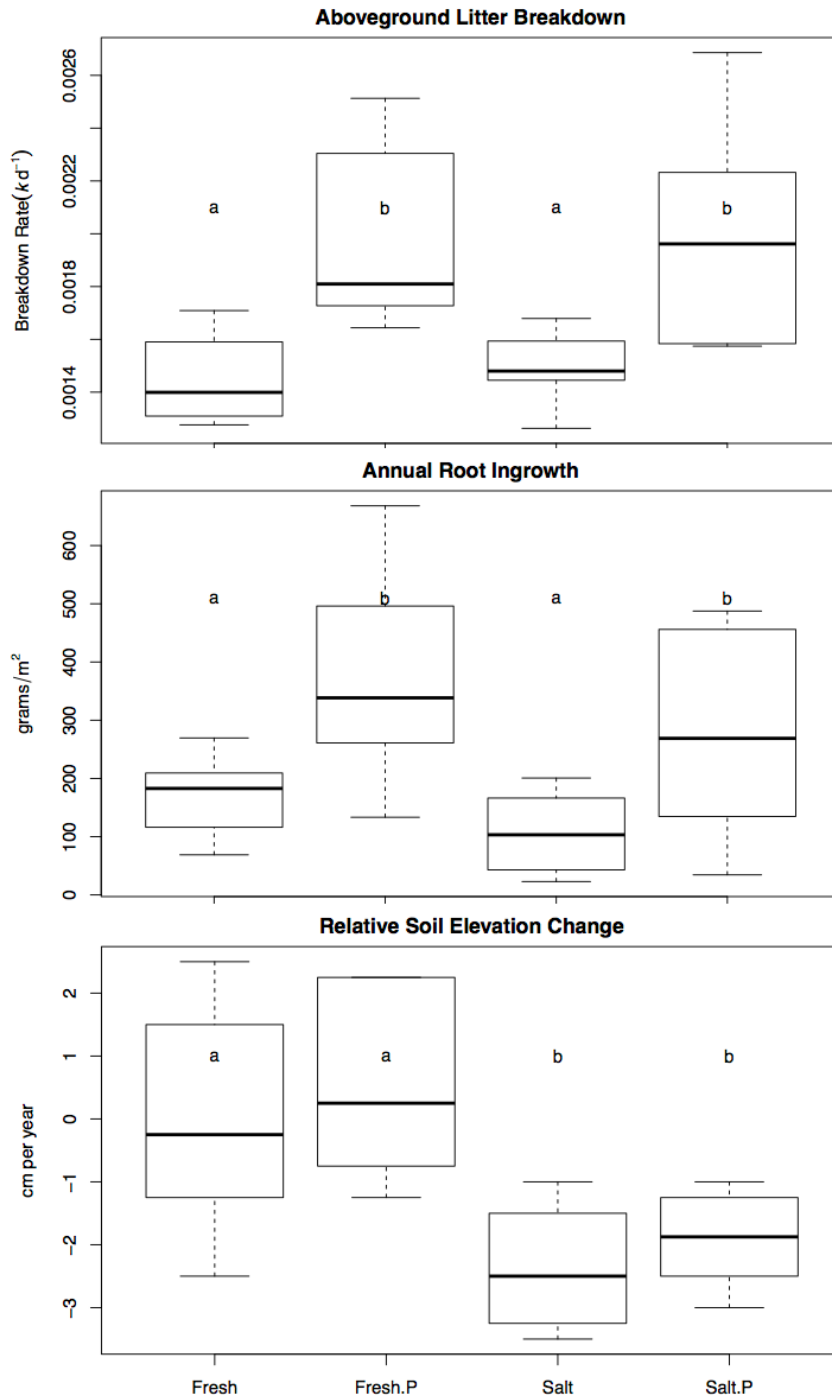 Aboveground Litter Breakdown
Breakdown Rate(k d⁻¹)
0.0026
0.0022
0.0018
0.0014
a b a b
Annual Root Ingrowth
grams/m²
600
500
400
300
200
100
0
a b a b
Relative Soil Elevation Change
cm per year
2
1
0
−1
−2
−3
a a b b
Fresh Fresh.P Salt Salt.P